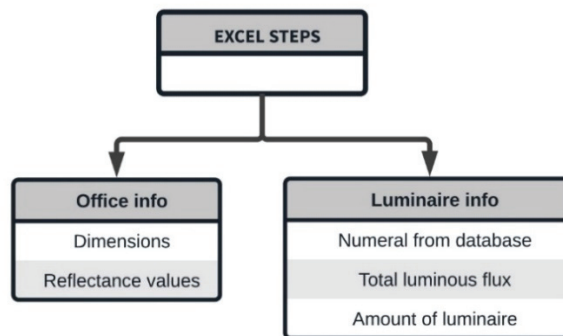 EXCEL STEPS
Office info
Dimensions
Reflectance values
Luminaire info
Numeral from database
Total luminous flux
Amount of luminaire